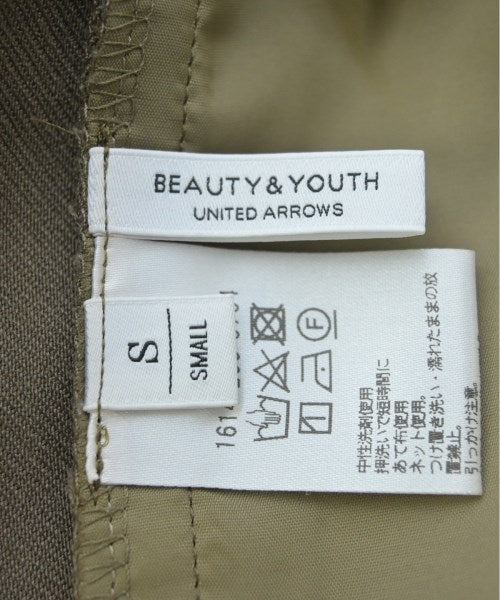 BEAUTY & YOUTH
UNITED ARROWS
S
SMALL
中性洗剤使用
押洗いで短時間に
あて布使用
ネット使用。
つけ置き洗い・濡れたままの放
置禁止。
引っかけ注意。